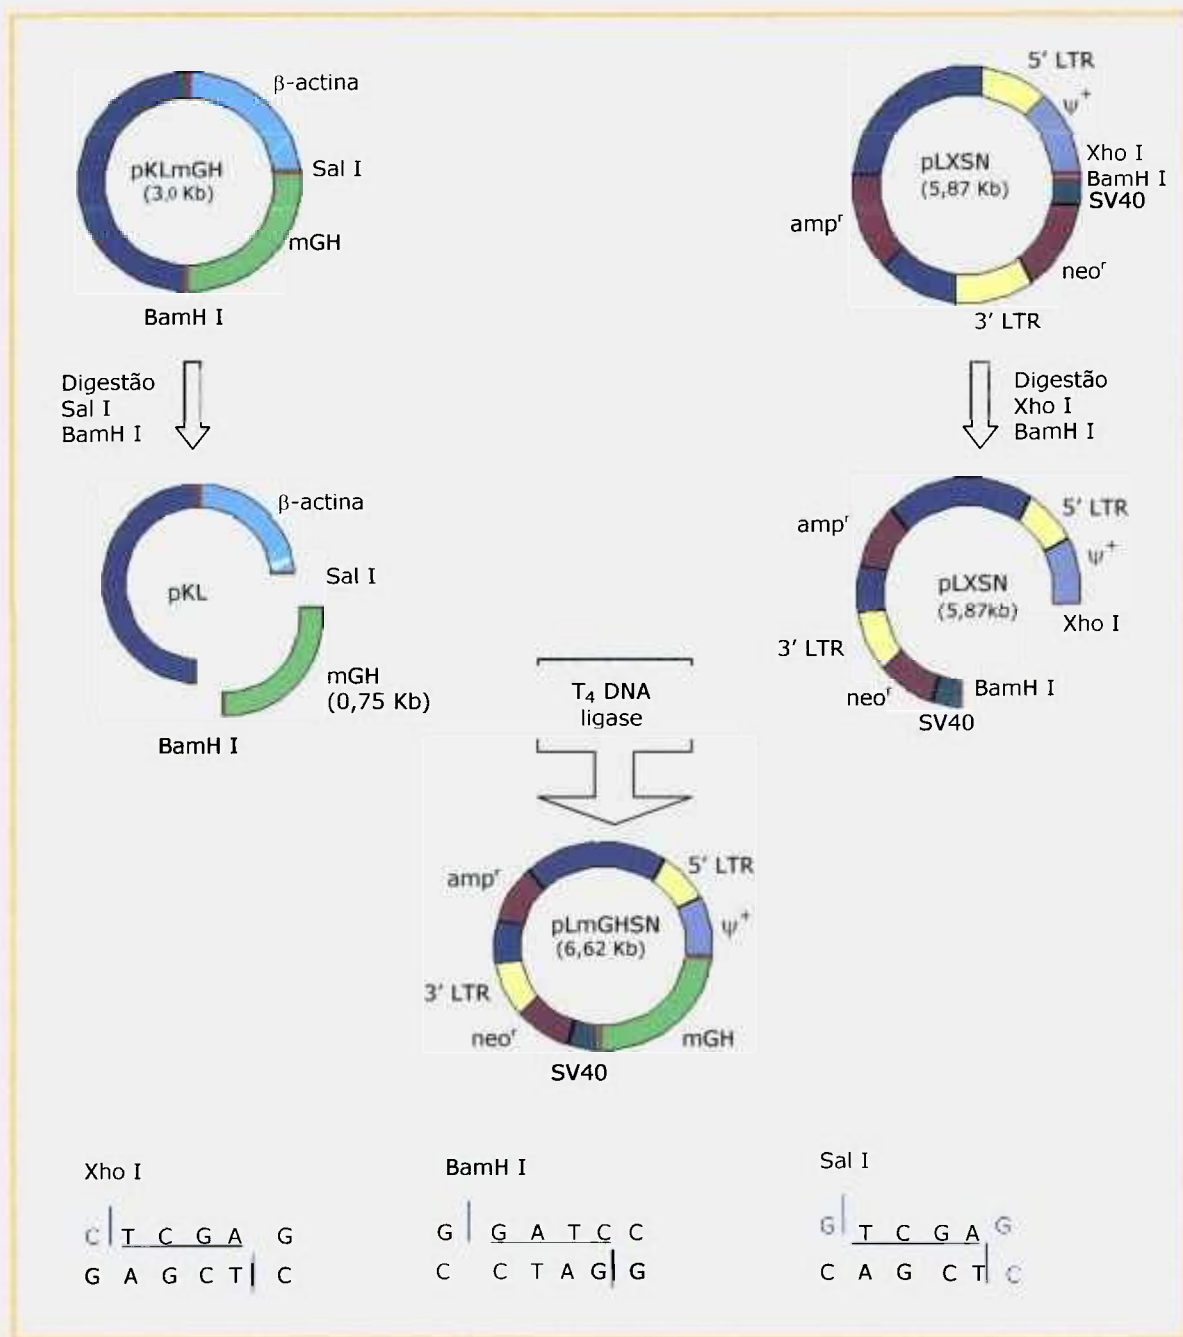 β-actina
pKLmGH
(3,0 Kb)
Sal I
mGH
BamH I
5' LTR
ψ+
pLXSN
(5,87 Kb)
Xho I
BamH I
SV40
ampr
neor
3' LTR
Digestão
Sal I
BamH I
Digestão
Xho I
BamH I
β-actina
pKL
Sal I
mGH
(0,75 Kb)
BamH I
ampr
5' LTR
ψ+
pLXSN
(5,87kb)
Xho I
3' LTR
BamH I
neor
SV40
T4 DNA
ligase
ampr
5' LTR
pLmGHSN
(6,62 Kb)
ψ+
3' LTR
neor
mGH
SV40
Xho I
C T C G A G
G A G C T C
BamH I
G G A T C C
C C T A G G
Sal I
G T C G A G
C A G C T C